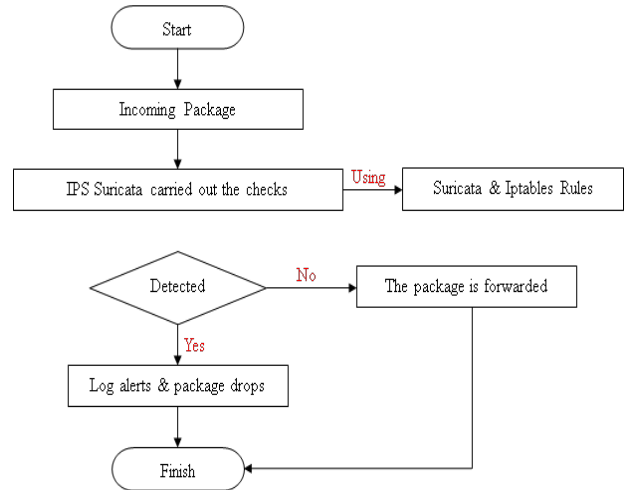 Start
Incoming Package
IPS Suricata carried out the checks
Using
Suricata & Iptables Rules
Detected
No
The package is forwarded
Yes
Log alerts & package drops
Finish